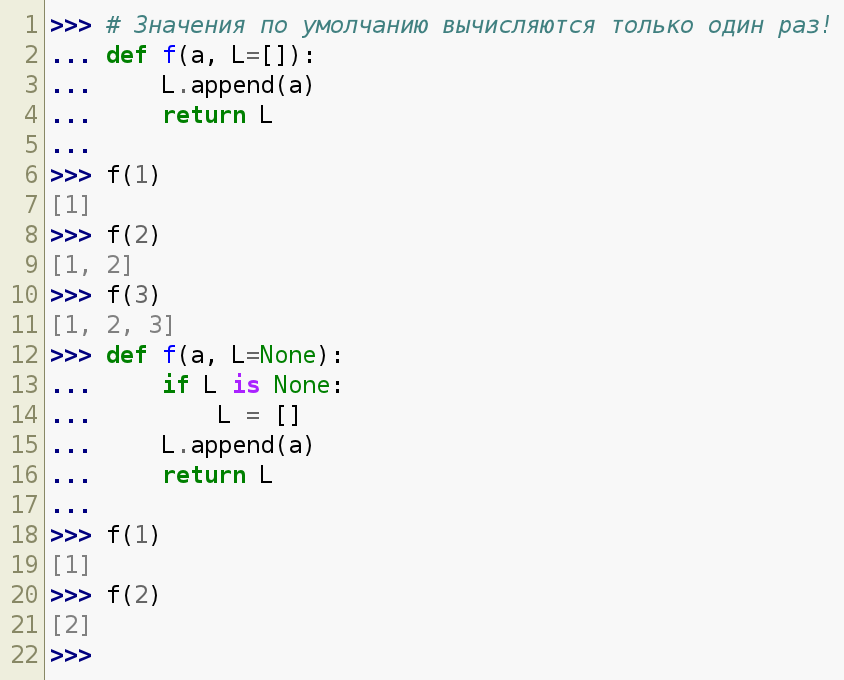 1 >>> # Значения по умолчанию вычисляются только один раз!
2 ... def f(a, L=[]):
3 ...     L.append(a)
4 ...     return L
5 ...
6 >>> f(1)
7 [1]
8 >>> f(2)
9 [1, 2]
10 >>> f(3)
11 [1, 2, 3]
12 >>> def f(a, L=None):
13 ...     if L is None:
14 ...         L = []
15 ...     L.append(a)
16 ...     return L
17 ...
18 >>> f(1)
19 [1]
20 >>> f(2)
21 [2]
22 >>>